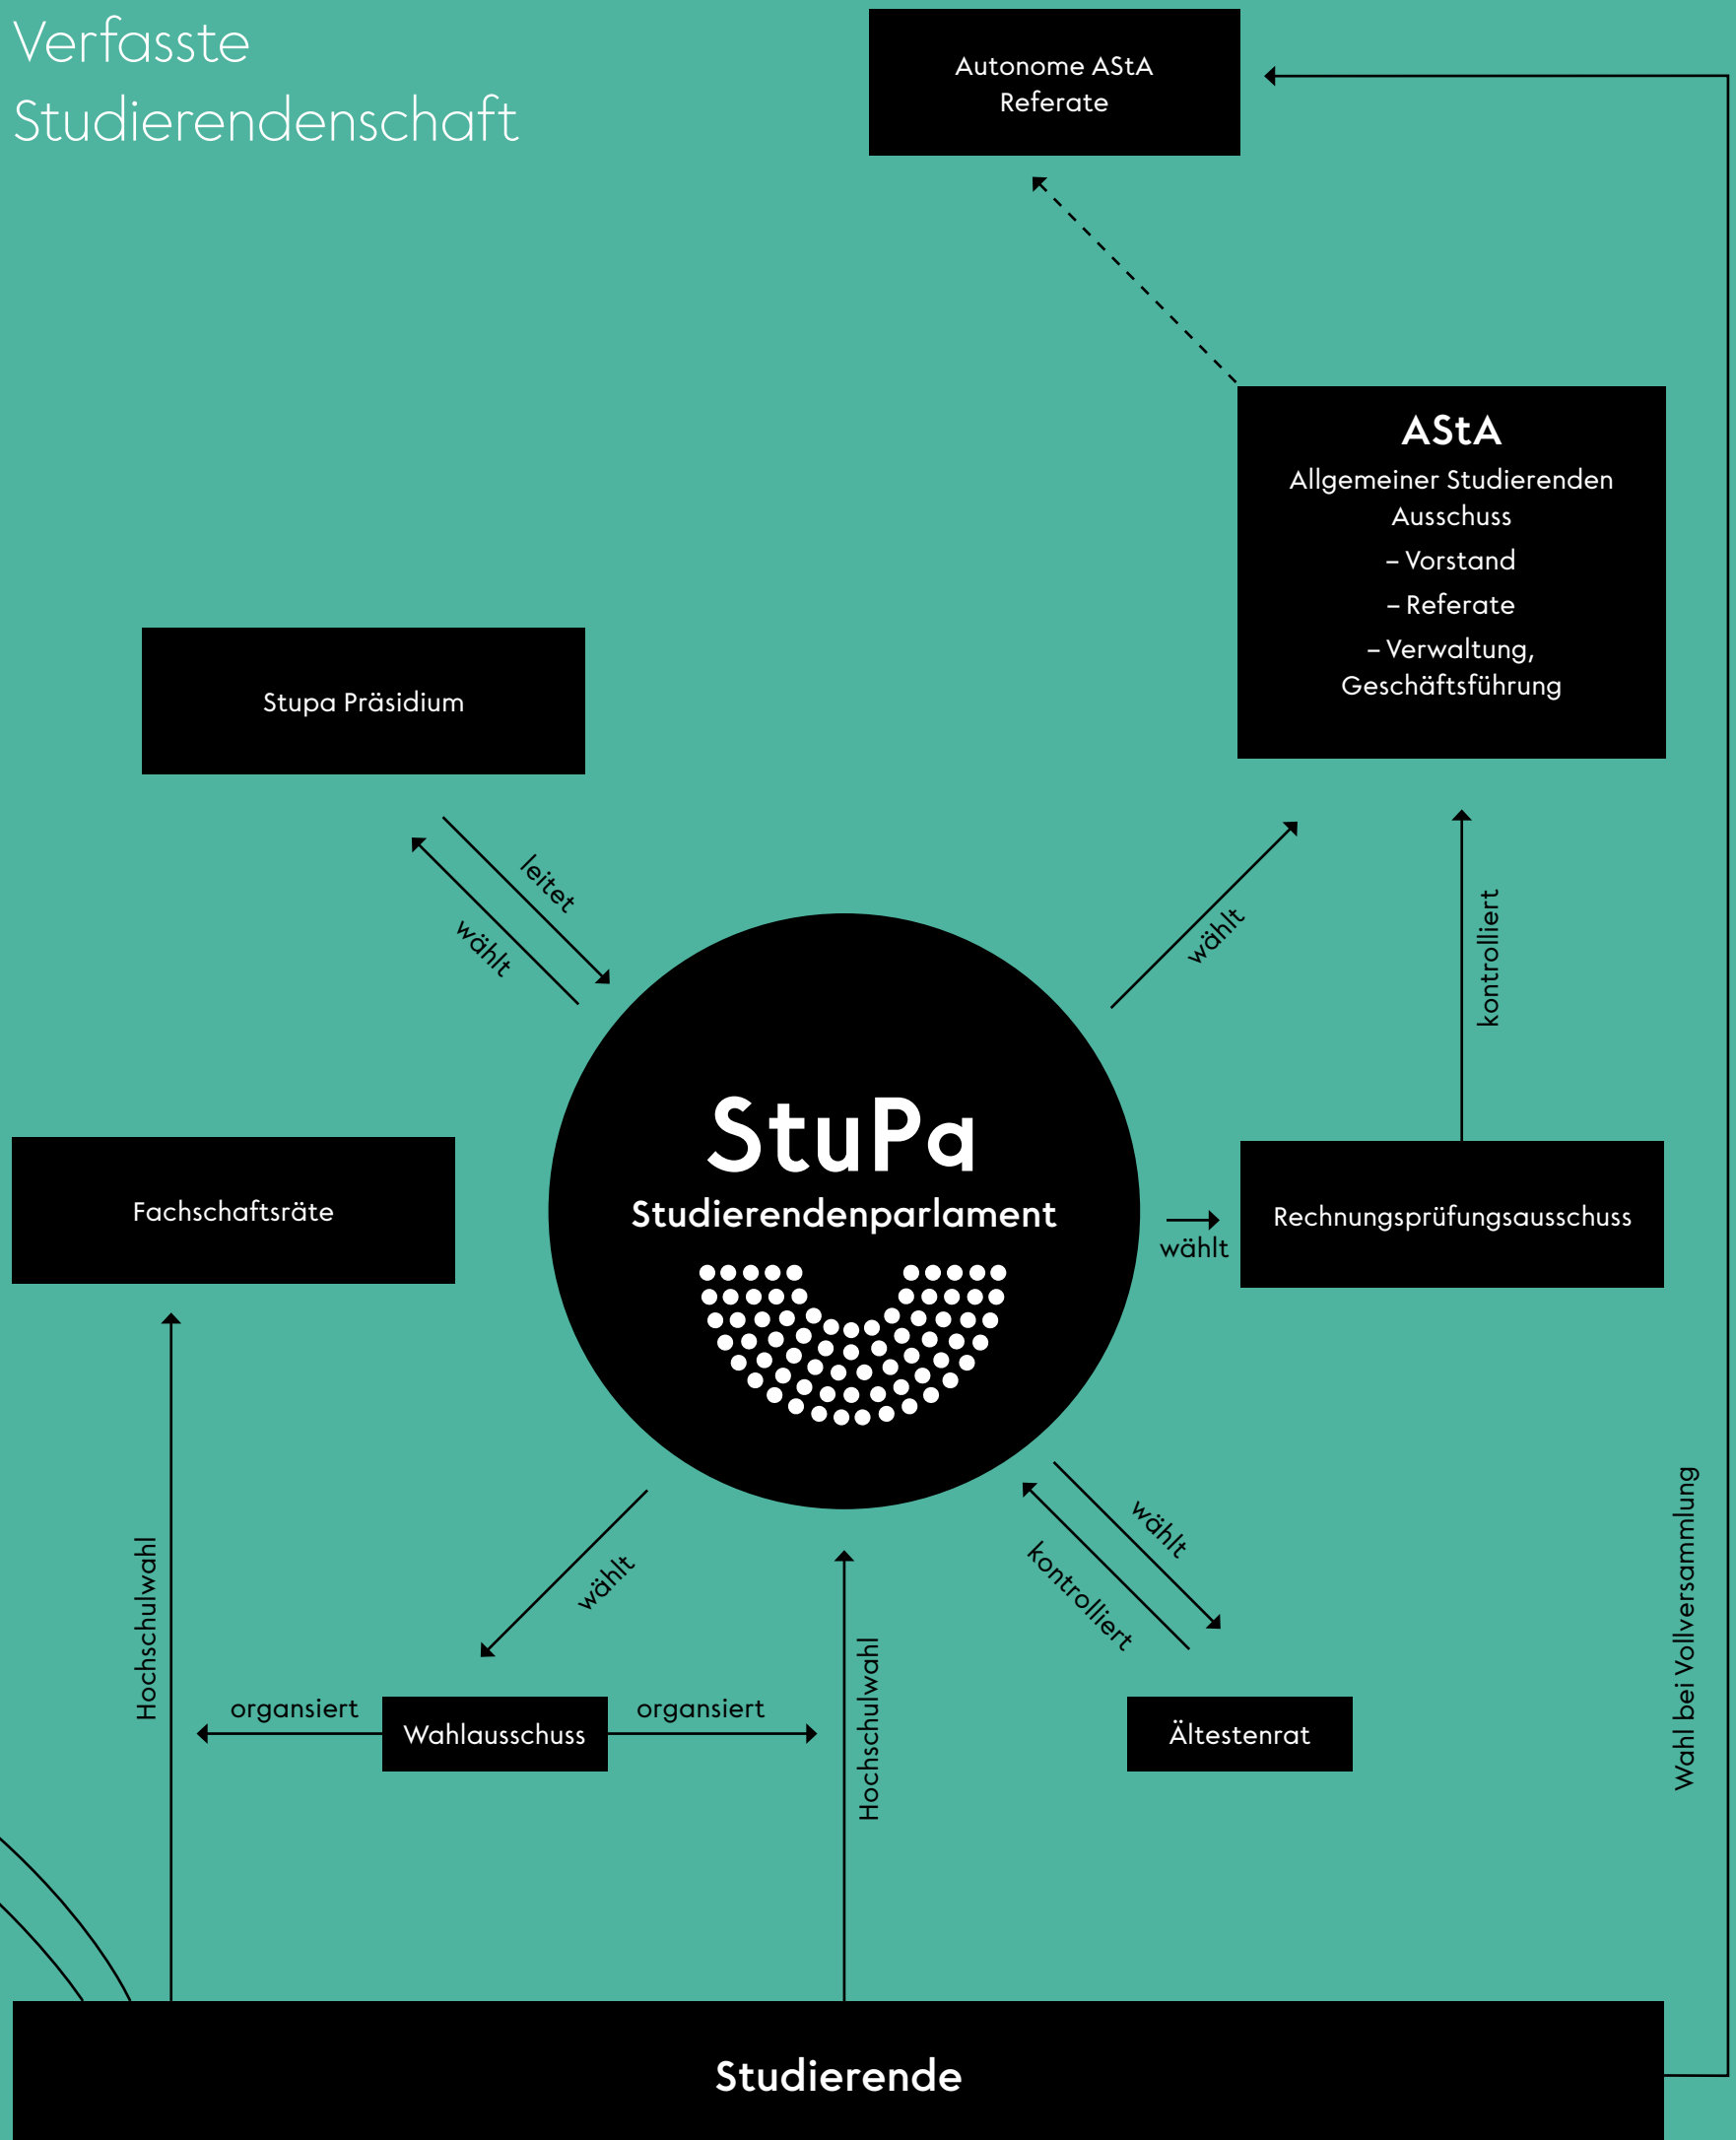 Verfasste
Studierendenschaft
Autonome AStA
Referate
AStA
Allgemeiner Studierenden
Ausschuss
– Vorstand
– Referate
– Verwaltung,
Geschäftsführung
Stupa Präsidium
leitet
wählt
wählt
kontrolliert
StuPa
Studierendenparlament
Fachschaftsräte
wählt
Rechnungsprüfungsausschuss
Hochschulwahl
wählt
wählt
kontrolliert
organsiert
Wahlausschuss
organsiert
Hochschulwahl
Ältestenrat
Wahl bei Vollversammlung
Studierende